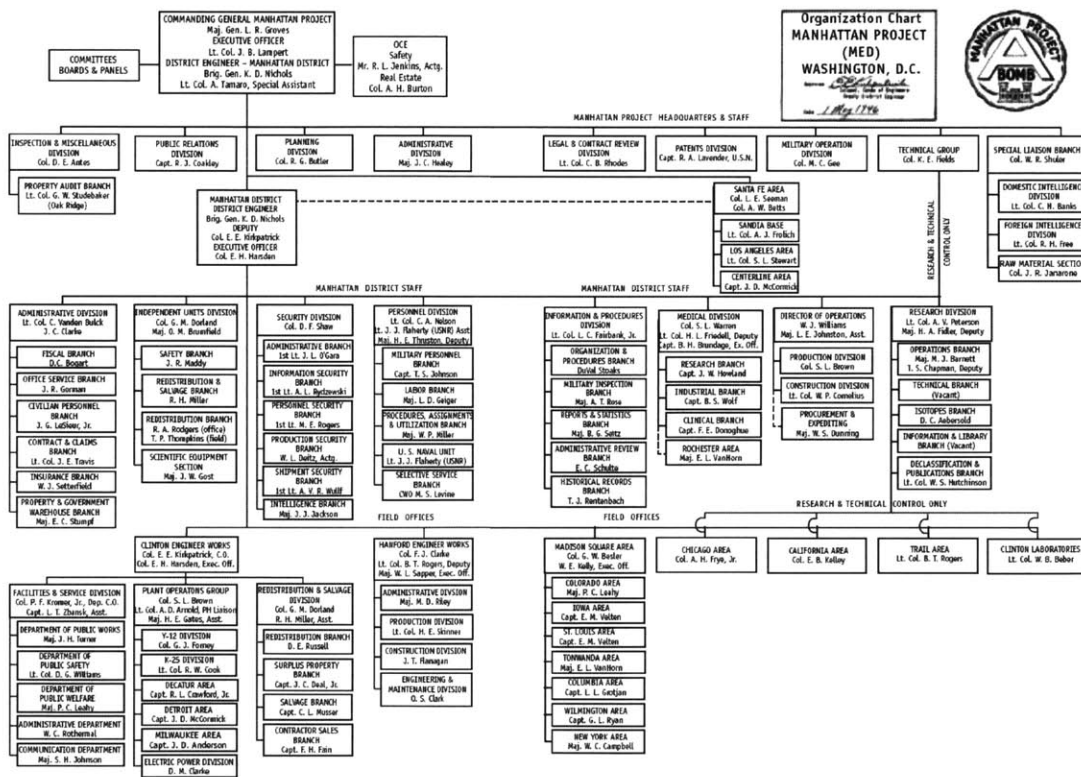 COMMANDING GENERAL MANHATTAN PROJECT
Maj. Gen. L. R. Groves
EXECUTIVE OFFICER
Lt. Col. J. B. Lampert
DISTRICT ENGINEER - MANHATTAN DISTRICT
Brig. Gen. K. D. Nichols
Lt. Col. A. Tamaro, Special Assistant
COMMITTEES
BOARDS & PANELS
OCE
Safety
Mr. R. L. Jenkins, Actg.
Real Estate
Col. A. H. Burton
Organization Chart
MANHATTAN PROJECT
(MED)
WASHINGTON, D.C.
Date 1 May 1946
MANHATTAN PROJECT
BOMB
MANHATTAN PROJECT HEADQUARTERS & STAFF
INSPECTION & MISCELLANEOUS
DIVISION
Col. D. E. Antes
PROPERTY AUDIT BRANCH
Lt. Col. G. W. Studebaker
(Oak Ridge)
PUBLIC RELATIONS
DIVISION
Capt. R. J. Coakley
PLANNING
DIVISION
Col. R. G. Butler
ADMINISTRATIVE
DIVISION
Maj. J. C. Healey
LEGAL & CONTRACT REVIEW
DIVISION
Lt. Col. C. B. Rhodes
PATENTS DIVISION
Capt. R. A. Lavender, U.S.N.
MILITARY OPERATION
DIVISION
Col. M. C. Gee
TECHNICAL GROUP
Col. K. E. Fields
SPECIAL LIAISON BRANCH
Col. W. R. Shuler
DOMESTIC INTELLIGENCE
DIVISION
Lt. Col. C. H. Banks
FOREIGN INTELLIGENCE
DIVISON
Lt. Col. R. H. Free
RAW MATERIAL SECTION
Col. J. R. Janarone
MANHATTAN DISTRICT
DISTRICT ENGINEER
Brig. Gen. K. D. Nichols
DEPUTY
Col. E. E. Kirkpatrick
EXECUTIVE OFFICER
Col. E. H. Marsden
SANTA FE AREA
Col. L. E. Seeman
Col. A. W. Betts
SANDIA BASE
Lt. Col. A. J. Frolich
LOS ANGELES AREA
Lt. Col. S. L. Stewart
CENTERLINE AREA
Capt. J. D. McCormick
RESEARCH & TECHNICAL
CONTROL ONLY
MANHATTAN DISTRICT STAFF
MANHATTAN DISTRICT STAFF
ADMINISTRATIVE DIVISION
Lt. Col. C. Vanden Bulck
J. C. Clarke
FISCAL BRANCH
D.C. Bogart
OFFICE SERVICE BRANCH
J. R. Gorman
CIVILIAN PERSONNEL
BRANCH
J. G. LeSieur, Jr.
CONTRACT & CLAIMS
BRANCH
Lt. Col. J. E. Travis
INSURANCE BRANCH
W. J. Satterfield
PROPERTY & GOVERNMENT
WAREHOUSE BRANCH
Maj. E. C. Stumpf
INDEPENDENT UNITS DIVISION
Col. G. M. Dorland
Maj. O. M. Brumfield
SAFETY BRANCH
J. R. Maddy
REDISTRIBUTION &
SALVAGE BRANCH
R. H. Miller
REDISTRIBUTION BRANCH
R. A. Rodgers (office)
T. P. Thompkins (field)
SCIENTIFIC EQUIPMENT
SECTION
Maj. J. W. Gost
SECURITY DIVISION
Col. D. F. Shaw
ADMINISTRATIVE BRANCH
1st Lt. J. L. O'Gara
INFORMATION SECURITY
BRANCH
1st Lt. A. L. Rydzewski
PERSONNEL SECURITY
BRANCH
1st Lt. M. E. Rogers
PRODUCTION SECURITY
BRANCH
W. L. Deitz, Actg.
SHIPMENT SECURITY
BRANCH
1st Lt. A. V. R. Wulff
INTELLIGENCE BRANCH
Maj. J. J. Jackson
PERSONNEL DIVISION
Lt. Col. C. A. Nelson
Lt. J. J. Flaherty (USNR) Asst
Maj. H. E. Thruston, Deputy
MILITARY PERSONNEL
BRANCH
Capt. T. S. Johnson
LABOR BRANCH
Maj. L. D. Geiger
PROCEDURES, ASSIGNMENTS
& UTILIZATION BRANCH
Maj. W. P. Miller
U. S. NAVAL UNIT
Lt. J. J. Flaherty (USNR)
SELECTIVE SERVICE
BRANCH
CWO M. S. Levine
INFORMATION & PROCEDURES
DIVISION
Lt. Col. L. C. Fairbank, Jr.
ORGANIZATION &
PROCEDURES BRANCH
DuVal Stoaks
MILITARY INSPECTION
BRANCH
Maj. A. T. Rose
REPORTS & STATISTICS
BRANCH
Maj. B. G. Seitz
ADMINISTRATIVE REVIEW
BRANCH
E. C. Schulte
HISTORICAL RECORDS
BRANCH
T. J. Rentenbach
MEDICAL DIVISION
Col. S. L. Warren
Lt. Col. H. L. Friedell, Deputy
Capt. B. H. Brundage, Ex. Off.
RESEARCH BRANCH
Capt. J. W. Howland
INDUSTRIAL BRANCH
Capt. B. S. Wolf
CLINICAL BRANCH
Capt. F. E. Donoghue
ROCHESTER AREA
Maj. E. L. VanHorn
DIRECTOR OF OPERATIONS
W. J. Williams
Maj. L. E. Johnston, Asst.
PRODUCTION DIVISION
Col. S. L. Brown
CONSTRUCTION DIVISION
Lt. Col. W. P. Cornelius
PROCUREMENT &
EXPEDITING
Maj. W. S. Dunning
RESEARCH DIVISION
Lt. Col. A. V. Peterson
Maj. H. A. Fidler, Deputy
OPERATIONS BRANCH
Maj. M. J. Barnett
T. S. Chapman, Deputy
TECHNICAL BRANCH
(Vacant)
ISOTOPES BRANCH
D. C. Aebersold
INFORMATION & LIBRARY
BRANCH (Vacant)
DECLASSIFICATION &
PUBLICATIONS BRANCH
Lt. Col. W. S. Hutchinson
RESEARCH & TECHNICAL CONTROL ONLY
FIELD OFFICES
FIELD OFFICES
CLINTON ENGINEER WORKS
Col. E. E. Kirkpatrick, C.O.
Col. E. H. Marsden, Exec. Off.
HANFORD ENGINEER WORKS
Col. F. J. Clarke
Lt. Col. B. T. Rogers, Deputy
Maj. W. L. Sapper, Exec. Off.
ADMINISTRATIVE DIVISION
Maj. M. D. Riley
PRODUCTION DIVISION
Lt. Col. H. E. Skinner
CONSTRUCTION DIVISION
J. T. Flanagan
ENGINEERING &
MAINTENANCE DIVISION
O. S. Clark
MADISON SQUARE AREA
Col. G. W. Beeler
W. E. Kelly, Exec. Off.
COLORADO AREA
Maj. P. C. Leahy
IOWA AREA
Capt. E. M. Velten
ST. LOUIS AREA
Capt. E. M. Velten
TONWANDA AREA
Maj. E. L. VanHorn
COLUMBIA AREA
Capt. L. L. Grotjan
WILMINGTON AREA
Capt. G. L. Ryan
NEW YORK AREA
Maj. W. C. Campbell
CHICAGO AREA
Col. A. H. Frye, Jr.
CALIFORNIA AREA
Col. E. B. Kelley
TRAIL AREA
Lt. Col. B. T. Rogers
CLINTON LABORATORIES
Lt. Col. W. B. Beber
FACILITIES & SERVICE DIVISION
Col. P. F. Kromer, Jr., Dep. C.O.
Capt. L. T. Zbansk, Asst.
DEPARTMENT OF PUBLIC WORKS
Maj. J. H. Turner
DEPARTMENT OF
PUBLIC SAFETY
Lt. Col. D. G. Williams
DEPARTMENT OF
PUBLIC WELFARE
Maj. P. C. Leahy
ADMINISTRATIVE DEPARTMENT
W. C. Rothermal
COMMUNICATION DEPARTMENT
Maj. S. H. Johnson
PLANT OPERATONS GROUP
Col. S. L. Brown
Lt. Col. A. D. Arnold, PH Liaison
Maj. H. E. Gates, Asst.
Y-12 DIVISION
Col. G. J. Forney
K-25 DIVISION
Lt. Col. R. W. Cook
DECATUR AREA
Capt. R. L. Crawford, Jr.
DETROIT AREA
Capt. J. D. McCormick
MILWAUKEE AREA
Capt. J. D. Anderson
ELECTRIC POWER DIVISION
D. M. Clarke
REDISTRIBUTION & SALVAGE
DIVISION
Col. G. M. Dorland
R. H. Miller, Asst.
REDISTRIBUTION BRANCH
D. E. Russell
SURPLUS PROPERTY
BRANCH
Capt. J. C. Deal, Jr.
SALVAGE BRANCH
Capt. C. L. Musser
CONTRACTOR SALES
BRANCH
Capt. F. H. Fain